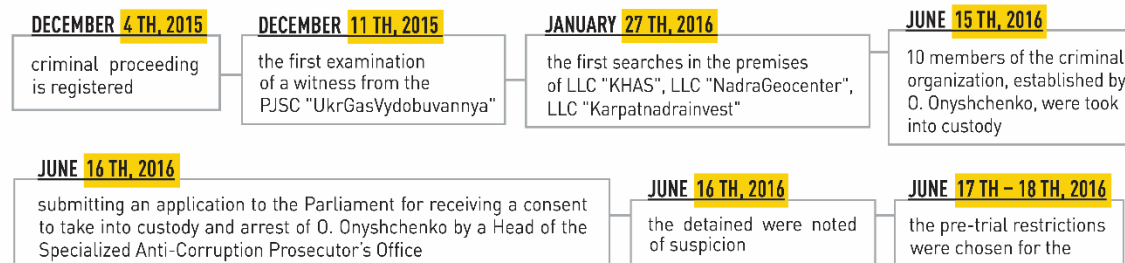 DECEMBER 4 TH, 2015
criminal proceeding
is registered
DECEMBER 11 TH, 2015
the first examination
of a witness from the
PJSC "UkrGasVydobuvannya"
JANUARY 27 TH, 2016
the first searches in the premises
of LLC "KHAS", LLC "NadraGeocenter",
LLC "Karpatnadrainvest"
JUNE 15 TH, 2016
10 members of the criminal
organization, established by
O. Onyshchenko, were took
into custody
JUNE 16 TH, 2016
submitting an application to the Parliament for receiving a consent
to take into custody and arrest of O. Onyshchenko by a Head of the
Specialized Anti-Corruption Prosecutor's Office
JUNE 16 TH, 2016
the detained were noted
of suspicion
JUNE 17 TH – 18 TH, 2016
the pre-trial restrictions
were chosen for the